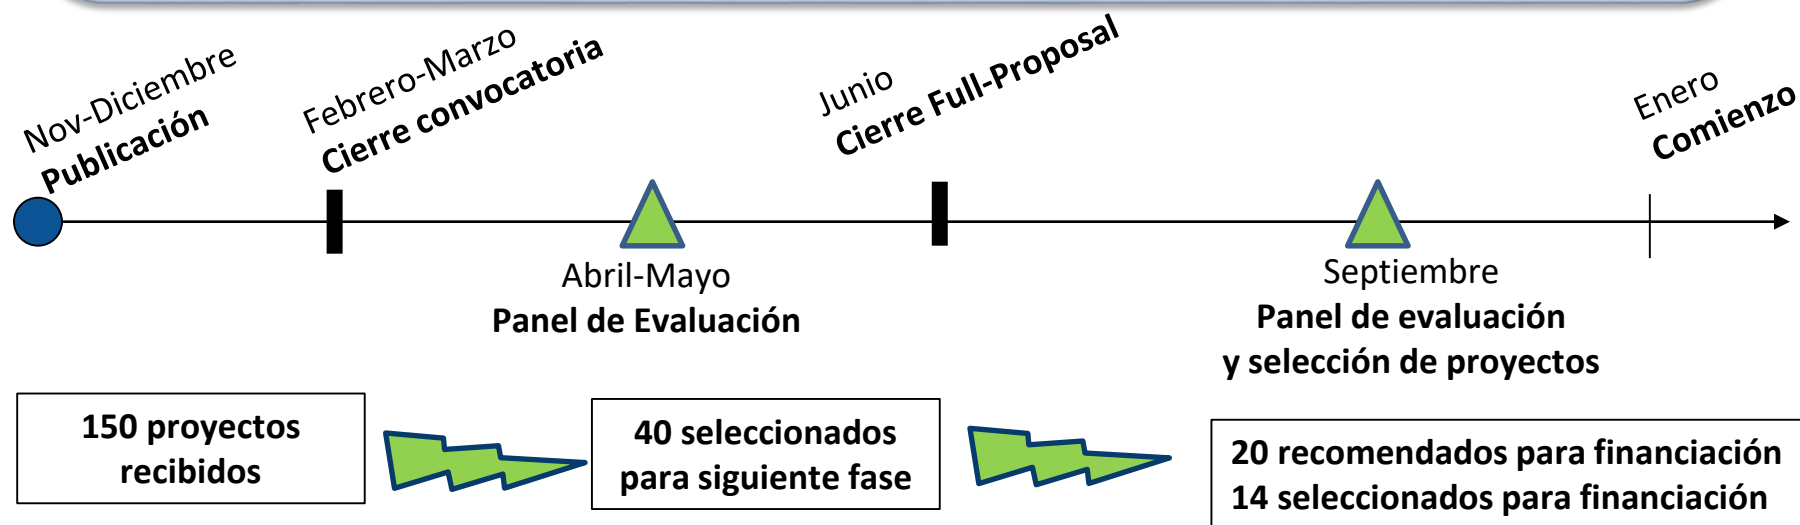 Nov-Diciembre
Publicación
Febrero-Marzo
Cierre convocatoria
Junio
Cierre Full-Proposal
Enero
Comienzo
Abril-Mayo
Panel de Evaluación
Septiembre
Panel de evaluación
y selección de proyectos
150 proyectos
recibidos
40 seleccionados
para siguiente fase
20 recomendados para financiación
14 seleccionados para financiación